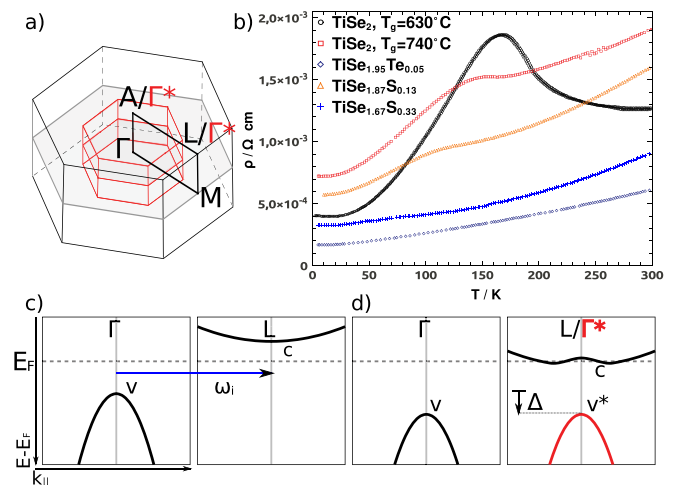 a)
A/Γ*
L/Γ*
Γ
M
b)
2,0×10⁻³
1,5×10⁻³
1,0×10⁻³
5,0×10⁻⁴
ρ / Ω cm
TiSe₂, T_g=630°C
TiSe₂, T_g=740°C
TiSe₁.₉₅Te₀.₀₅
TiSe₁.₈₇S₀.₁₃
TiSe₁.₆₇S₀.₃₃
0 50 100 150 200 250 300
T / K
c)
Γ
L
c
E_F
v
ω_i
E-E_F
k_||
d)
Γ
L/Γ*
c
v
Δ
v*